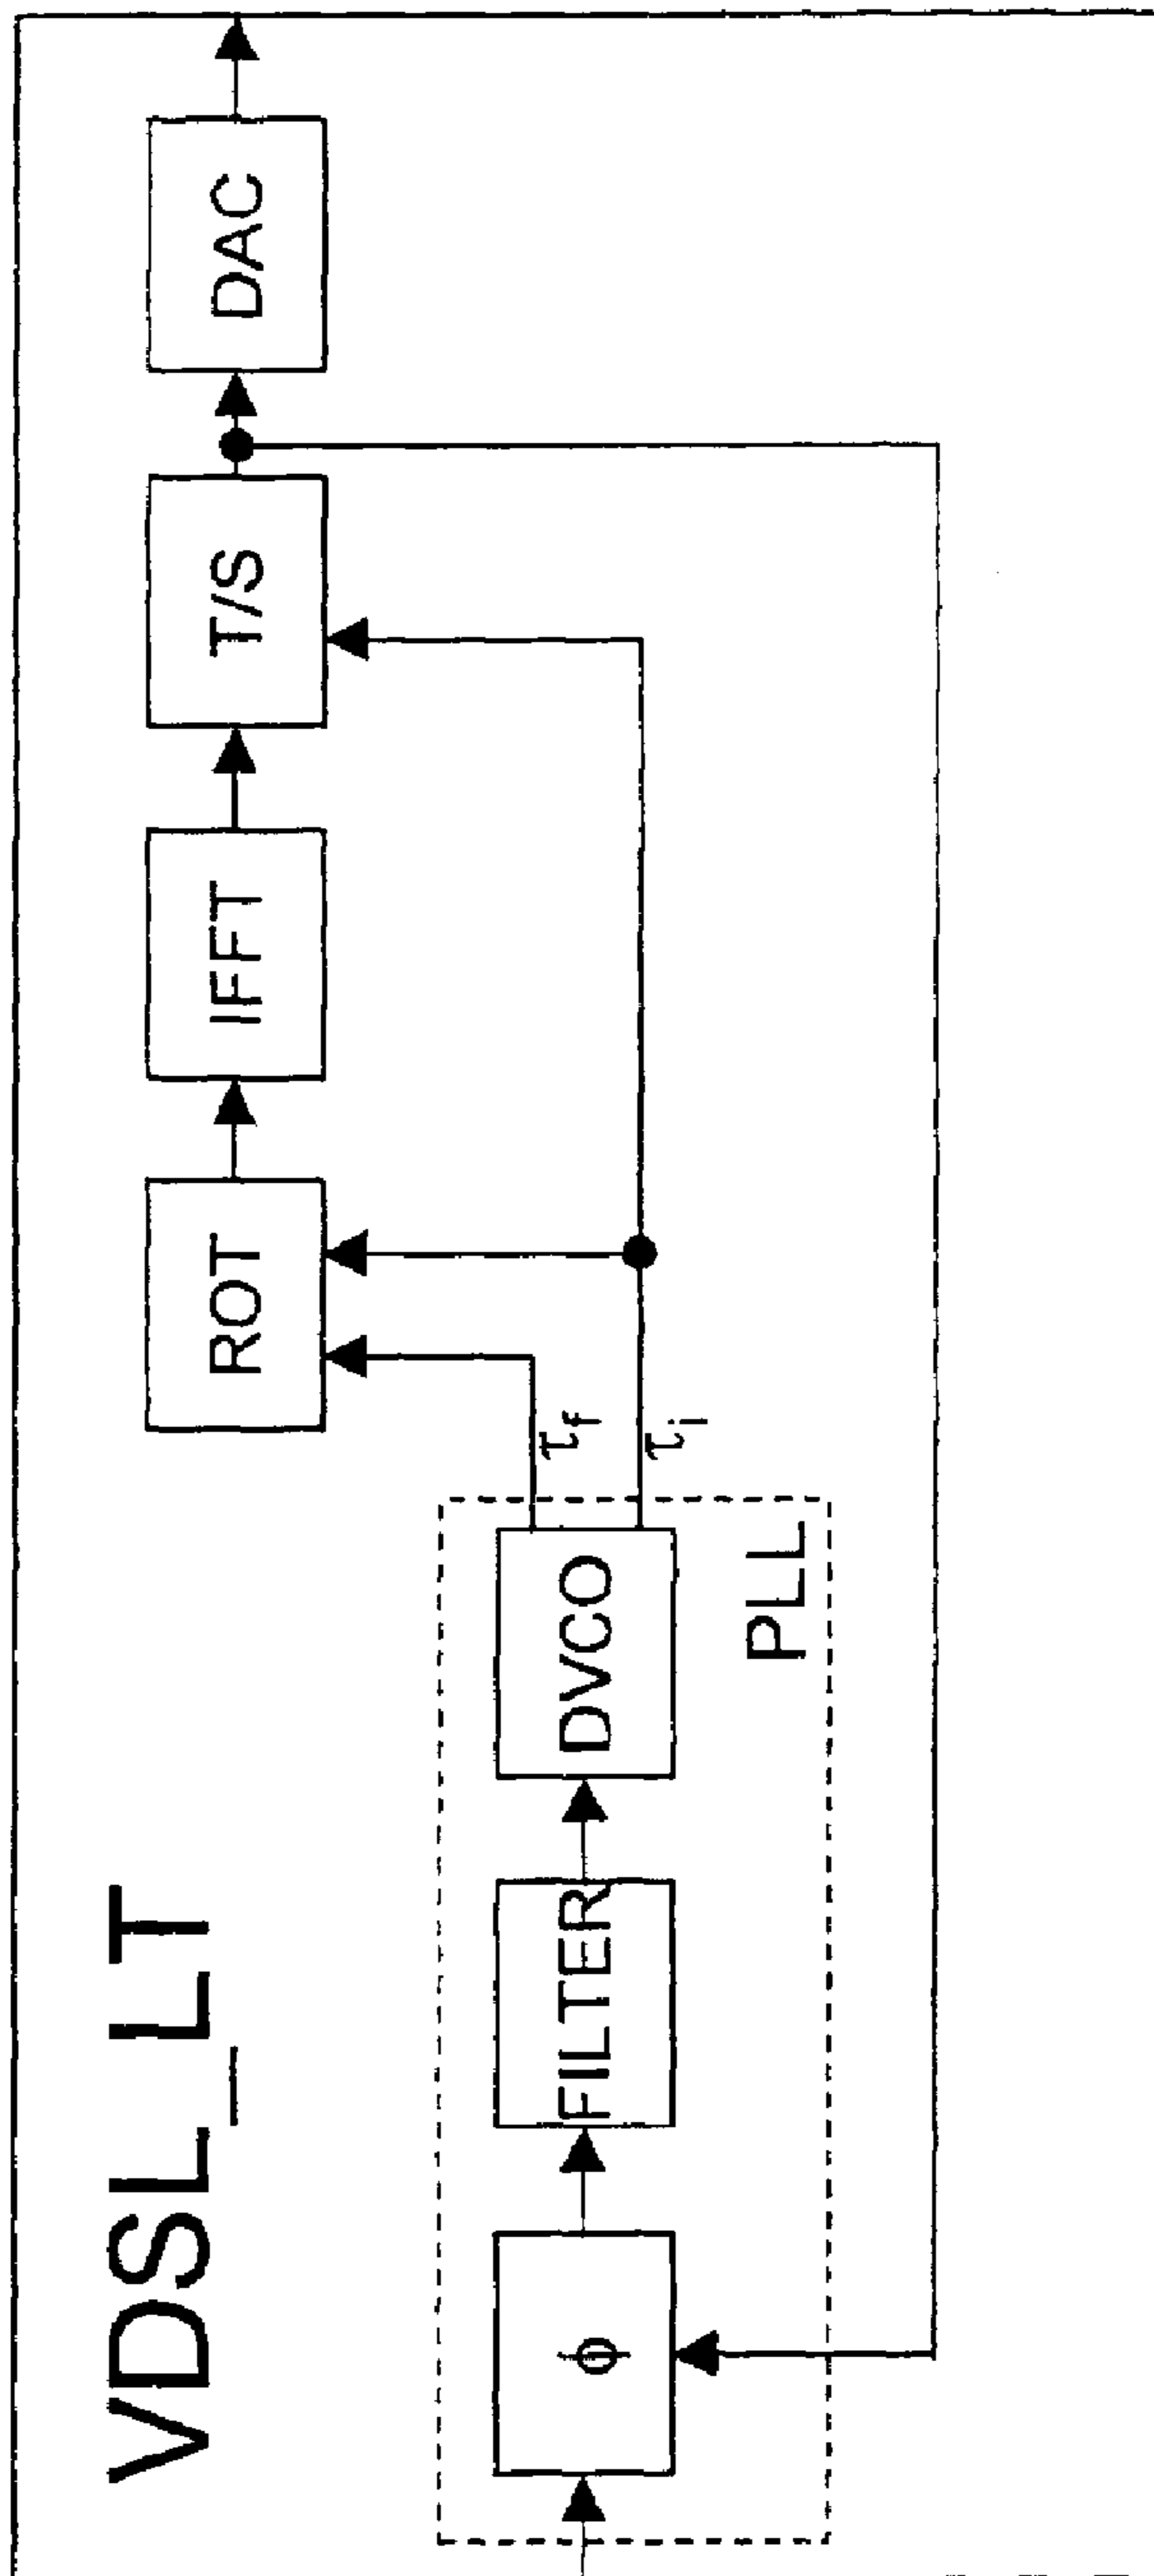 VDSL_LT
ROT
IFFT
T/S
DAC
τf
τi
ϕ
FILTER
DVCO
PLL